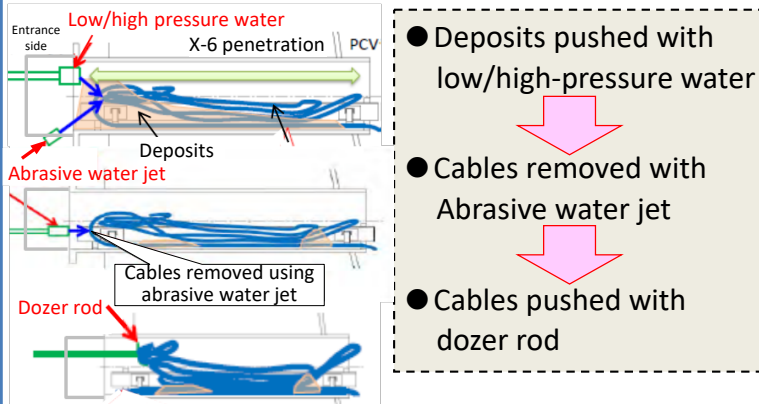 Low/high pressure water
Entrance
side
X-6 penetration
PCV
Deposits
Abrasive water jet
Cables removed using
abrasive water jet
Dozer rod
● Deposits pushed with
low/high-pressure water
● Cables removed with
Abrasive water jet
● Cables pushed with
dozer rod